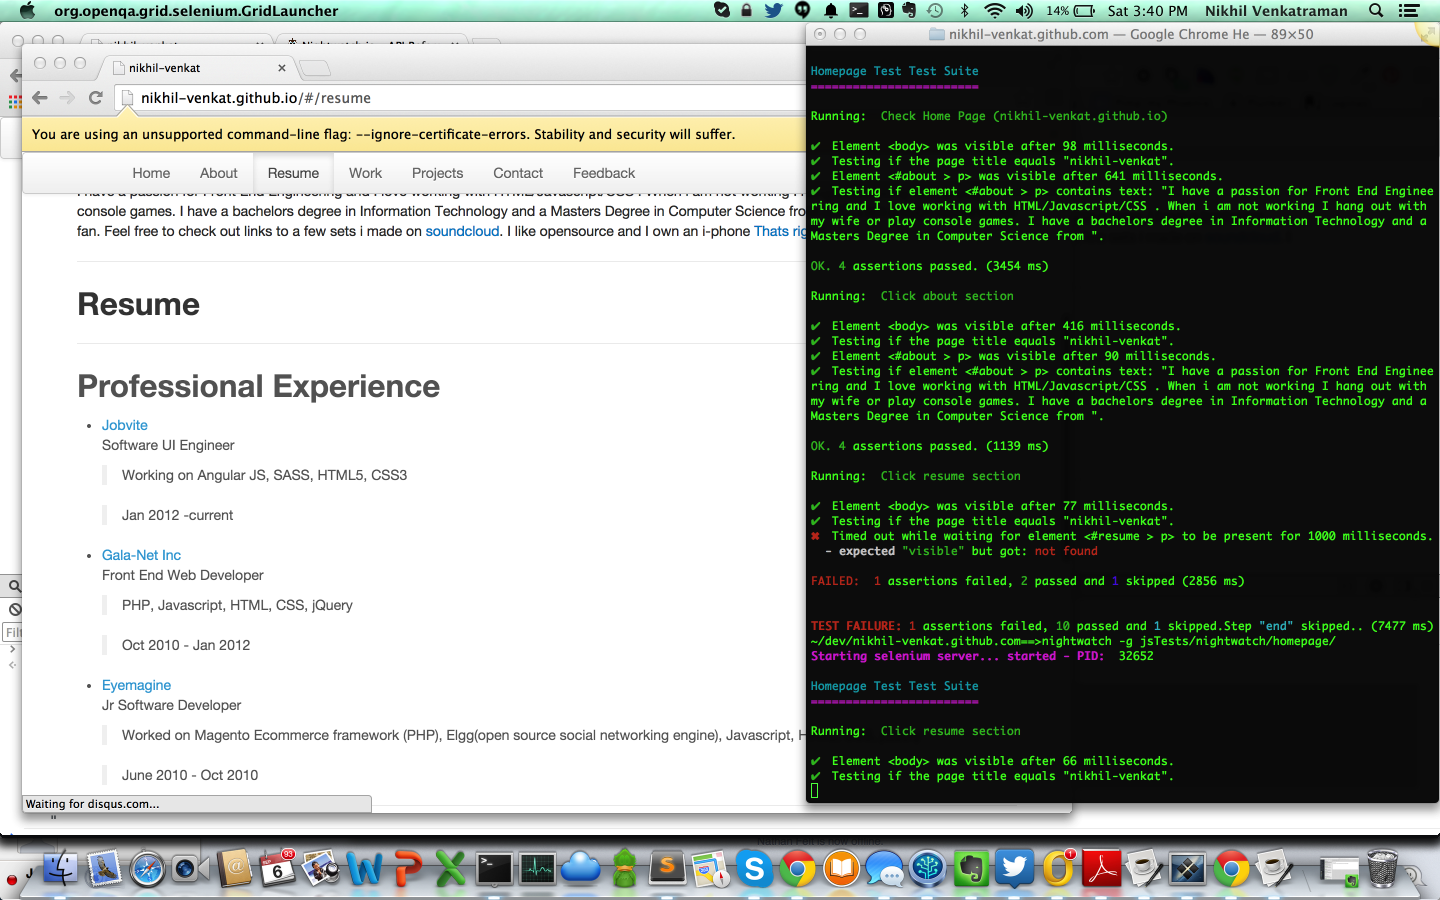 org.openqa.grid.selenium.GridLauncher
14%
Sat 3:40 PM
Nikhil Venkatraman
nikhil-venkat
nikhil-venkat.github.io/#/resume
You are using an unsupported command-line flag: --ignore-certificate-errors. Stability and security will suffer.
Home About Resume Work Projects Contact Feedback
console games. I have a bachelors degree in Information Technology and a Masters Degree in Computer Science fro
fan. Feel free to check out links to a few sets i made on soundcloud. I like opensource and I own an i-phone Thats rig
Resume
Professional Experience
Jobvite
Software UI Engineer
Working on Angular JS, SASS, HTML5, CSS3
Jan 2012 -current
Gala-Net Inc
Front End Web Developer
PHP, Javascript, HTML, CSS, jQuery
Oct 2010 - Jan 2012
Eyemagine
Jr Software Developer
Worked on Magento Ecommerce framework (PHP), Elgg(open source social networking engine), Javascript, H
June 2010 - Oct 2010
Waiting for disqus.com...
nikhil-venkat.github.com — Google Chrome He — 89×50
Homepage Test Test Suite
========================
Running:  Check Home Page (nikhil-venkat.github.io)
✔ Element <body> was visible after 98 milliseconds.
✔ Testing if the page title equals "nikhil-venkat".
✔ Element <#about > p> was visible after 641 milliseconds.
✔ Testing if element <#about > p> contains text: "I have a passion for Front End Enginee
ring and I love working with HTML/Javascript/CSS . When i am not working I hang out with
my wife or play console games. I have a bachelors degree in Information Technology and a
Masters Degree in Computer Science from ".
OK. 4 assertions passed. (3454 ms)
Running:  Click about section
✔ Element <body> was visible after 416 milliseconds.
✔ Testing if the page title equals "nikhil-venkat".
✔ Element <#about > p> was visible after 90 milliseconds.
✔ Testing if element <#about > p> contains text: "I have a passion for Front End Enginee
ring and I love working with HTML/Javascript/CSS . When i am not working I hang out with
my wife or play console games. I have a bachelors degree in Information Technology and a
Masters Degree in Computer Science from ".
OK. 4 assertions passed. (1139 ms)
Running:  Click resume section
✔ Element <body> was visible after 77 milliseconds.
✔ Testing if the page title equals "nikhil-venkat".
✖ Timed out while waiting for element <#resume > p> to be present for 1000 milliseconds.
- expected "visible" but got: not found
FAILED:  1 assertions failed, 2 passed and 1 skipped (2856 ms)
TEST FAILURE: 1 assertions failed, 10 passed and 1 skipped.Step "end" skipped.. (7477 ms)
~/dev/nikhil-venkat.github.com==>nightwatch -g jsTests/nightwatch/homepage/
Starting selenium server... started - PID:  32652
Homepage Test Test Suite
========================
Running:  Click resume section
✔ Element <body> was visible after 66 milliseconds.
✔ Testing if the page title equals "nikhil-venkat".
93
6
1